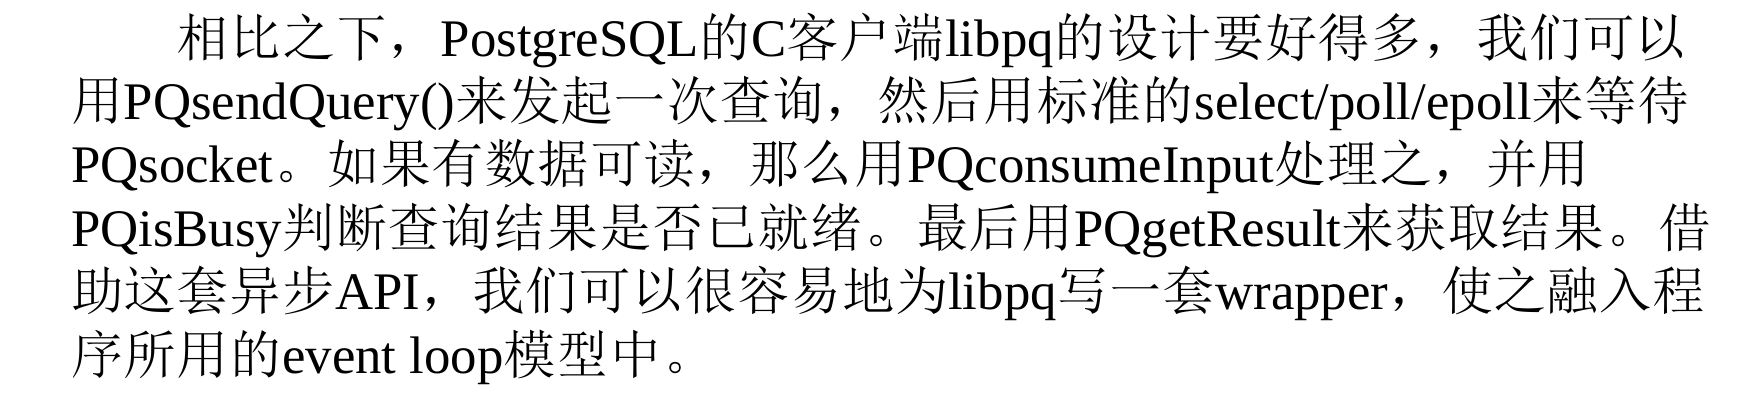 相比之下，PostgreSQL的C客户端libpq的设计要好得多，我们可以
用PQsendQuery()来发起一次查询，然后用标准的select/poll/epoll来等待
PQsocket。如果有数据可读，那么用PQconsumeInput处理之，并用
PQisBusy判断查询结果是否已就绪。最后用PQgetResult来获取结果。借
助这套异步API，我们可以很容易地为libpq写一套wrapper，使之融入程
序所用的event loop模型中。